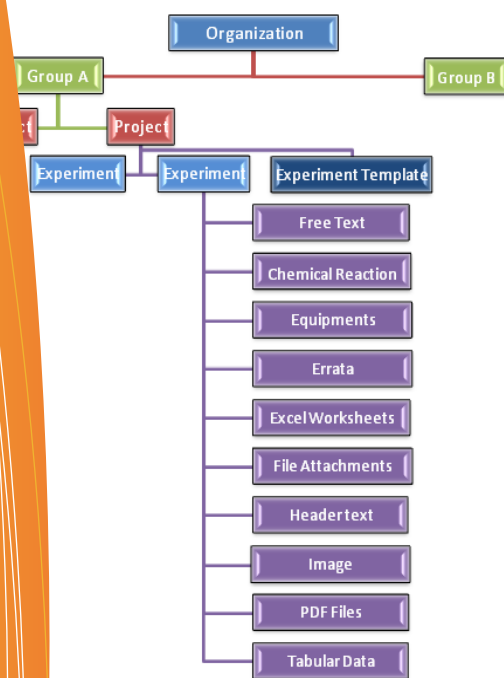 Organization
Group A
Group B
ct
Project
Experiment
Experiment
Experiment Template
Free Text
Chemical Reaction
Equipments
Errata
Excel Worksheets
File Attachments
Header text
Image
PDF Files
Tabular Data